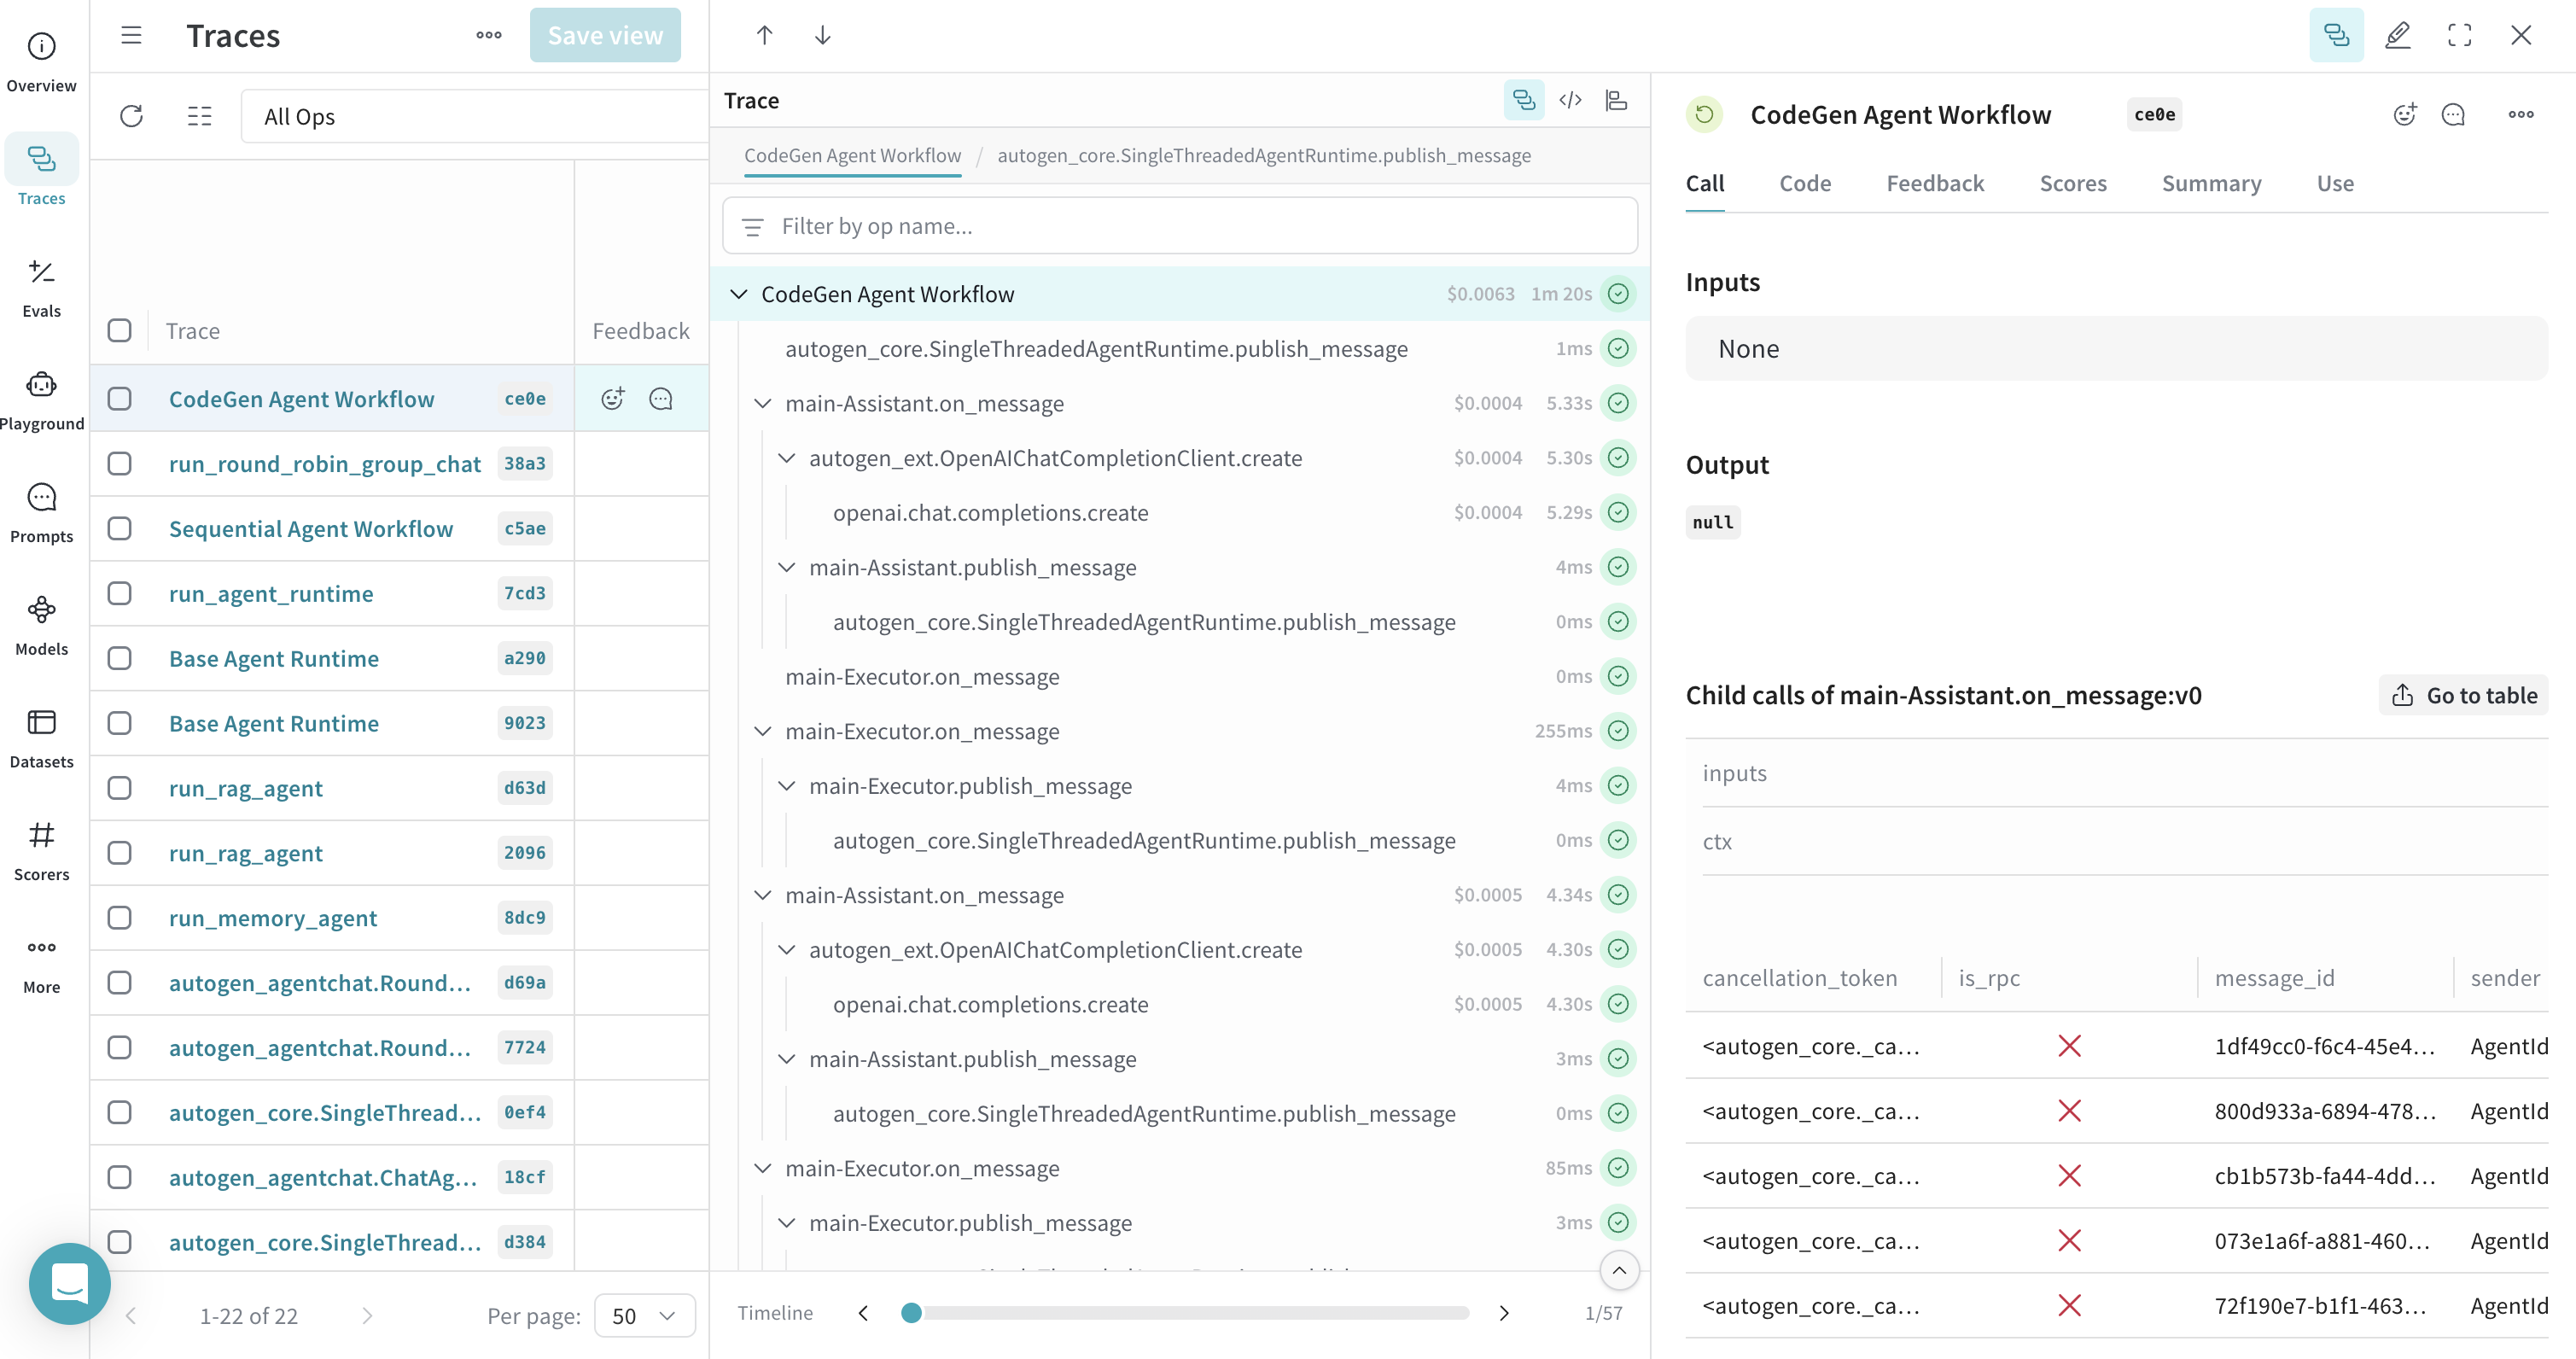 Overview
Traces
Evals
Playground
Prompts
Models
Datasets
Scorers
More
Traces
Save view
All Ops
Trace
Feedback
CodeGen Agent Workflow ce0e
run_round_robin_group_chat 38a3
Sequential Agent Workflow c5ae
run_agent_runtime 7cd3
Base Agent Runtime a290
Base Agent Runtime 9023
run_rag_agent d63d
run_rag_agent 2096
run_memory_agent 8dc9
autogen_agentchat.Round... d69a
autogen_agentchat.Round... 7724
autogen_core.SingleThread... 0ef4
autogen_agentchat.ChatAg... 18cf
autogen_core.SingleThread... d384
1-22 of 22
Per page: 50
Trace
CodeGen Agent Workflow / autogen_core.SingleThreadedAgentRuntime.publish_message
Filter by op name...
CodeGen Agent Workflow $0.0063 1m 20s
autogen_core.SingleThreadedAgentRuntime.publish_message 1ms
main-Assistant.on_message $0.0004 5.33s
autogen_ext.OpenAIChatCompletionClient.create $0.0004 5.30s
openai.chat.completions.create $0.0004 5.29s
main-Assistant.publish_message 4ms
autogen_core.SingleThreadedAgentRuntime.publish_message 0ms
main-Executor.on_message 0ms
main-Executor.on_message 255ms
main-Executor.publish_message 4ms
autogen_core.SingleThreadedAgentRuntime.publish_message 0ms
main-Assistant.on_message $0.0005 4.34s
autogen_ext.OpenAIChatCompletionClient.create $0.0005 4.30s
openai.chat.completions.create $0.0005 4.30s
main-Assistant.publish_message 3ms
autogen_core.SingleThreadedAgentRuntime.publish_message 0ms
main-Executor.on_message 85ms
main-Executor.publish_message 3ms
Timeline 1/57
CodeGen Agent Workflow ce0e
Call Code Feedback Scores Summary Use
Inputs
None
Output
null
Child calls of main-Assistant.on_message:v0 Go to table
inputs
ctx
cancellation_token is_rpc message_id sender
<autogen_core._ca... 1df49cc0-f6c4-45e4... AgentId
<autogen_core._ca... 800d933a-6894-478... AgentId
<autogen_core._ca... cb1b573b-fa44-4dd... AgentId
<autogen_core._ca... 073e1a6f-a881-460... AgentId
<autogen_core._ca... 72f190e7-b1f1-463... AgentId